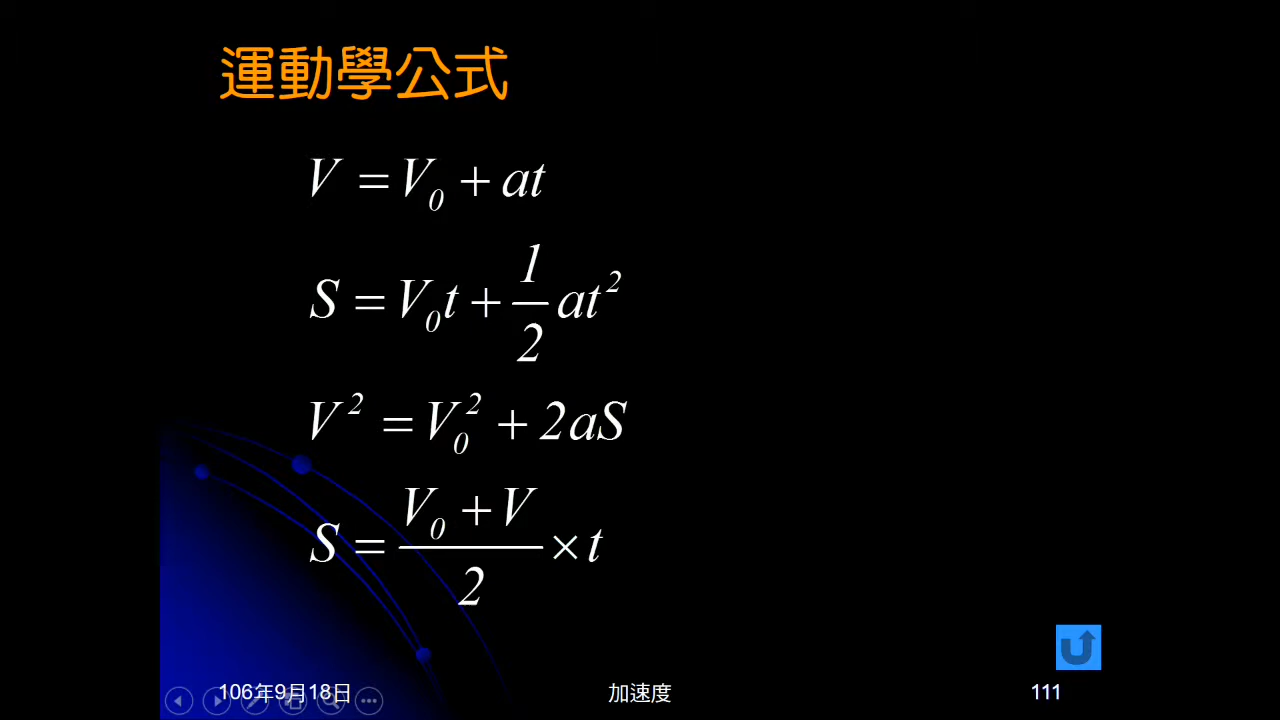 運動學公式
V = V₀ + at
S = V₀t + 1/2 at²
V² = V₀² + 2aS
S = (V₀ + V)/2 × t
106年9月18日 加速度 111